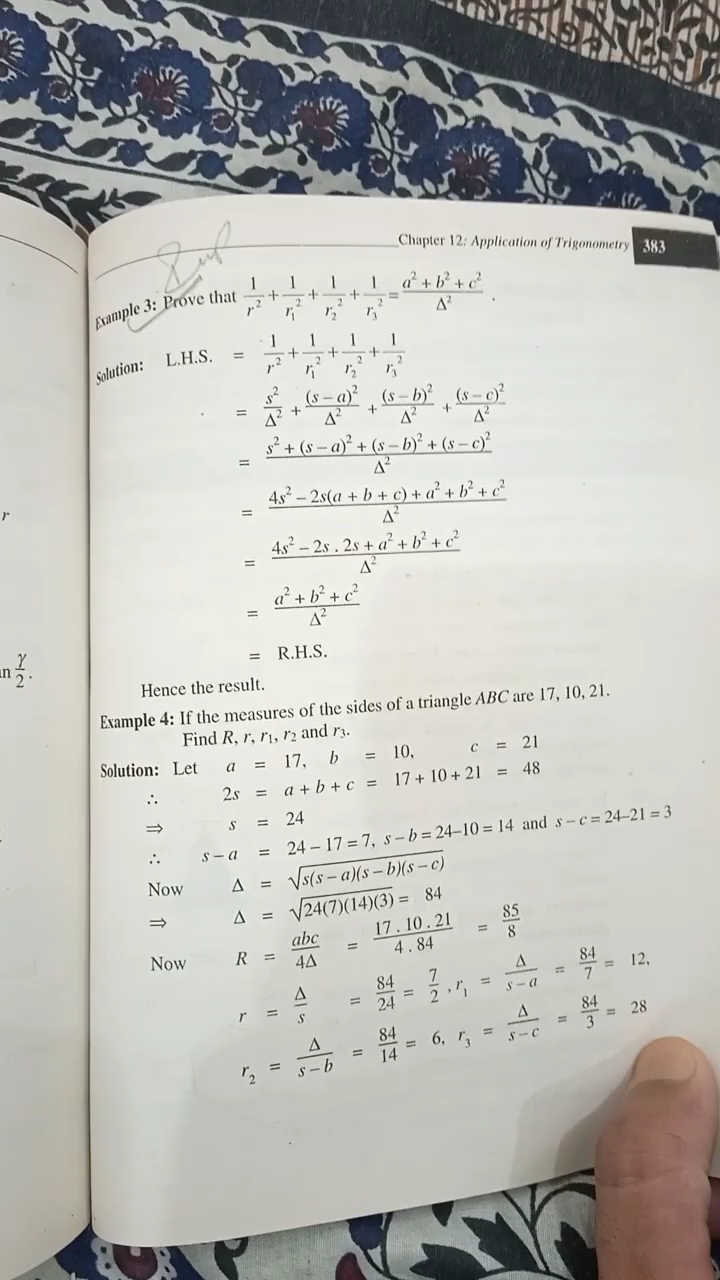 Chapter 12: Application of Trigonometry 383
Example 3: Prove that 1/r² + 1/r₁² + 1/r₂² + 1/r₃² = (a² + b² + c²)/Δ² .
Solution: L.H.S. = 1/r² + 1/r₁² + 1/r₂² + 1/r₃²
= s²/Δ² + (s – a)²/Δ² + (s – b)²/Δ² + (s – c)²/Δ²
= (s² + (s – a)² + (s – b)² + (s – c)²)/Δ²
= (4s² – 2s(a + b + c) + a² + b² + c²)/Δ²
= (4s² – 2s . 2s + a² + b² + c²)/Δ²
= (a² + b² + c²)/Δ²
= R.H.S.
Hence the result.
Example 4: If the measures of the sides of a triangle ABC are 17, 10, 21.
Find R, r, r₁, r₂ and r₃.
Solution: Let a = 17, b = 10, c = 21
∴ 2s = a + b + c = 17 + 10 + 21 = 48
⇒ s = 24
∴ s – a = 24 – 17 = 7, s – b = 24–10 = 14 and s – c = 24–21 = 3
Now Δ = √(s(s – a)(s – b)(s – c))
⇒ Δ = √(24(7)(14)(3)) = 84
Now R = abc/4Δ = (17 . 10 . 21)/(4 . 84) = 85/8
r = Δ/s = 84/24 = 7/2 , r₁ = Δ/(s – a) = 84/7 = 12,
r₂ = Δ/(s – b) = 84/14 = 6, r₃ = Δ/(s – c) = 84/3 = 28
r
n γ/2.